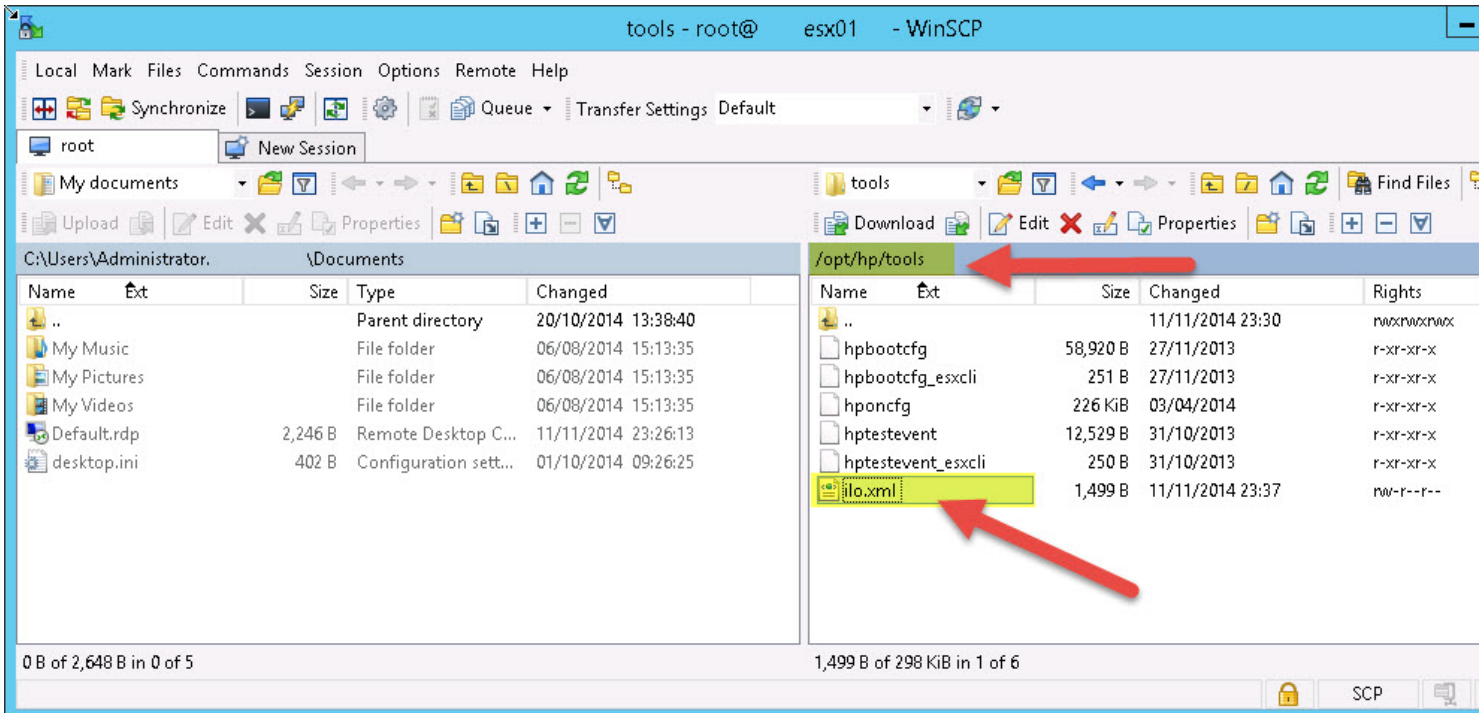 tools - root@ esx01 - WinSCP
Local Mark Files Commands Session Options Remote Help
Synchronize Queue Transfer Settings Default
root New Session
My documents
Upload Edit Properties
C:\Users\Administrator. \Documents
Name Ext Size Type Changed
.. Parent directory 20/10/2014 13:38:40
My Music File folder 06/08/2014 15:13:35
My Pictures File folder 06/08/2014 15:13:35
My Videos File folder 06/08/2014 15:13:35
Default.rdp 2,246 B Remote Desktop C... 11/11/2014 23:26:13
desktop.ini 402 B Configuration sett... 01/10/2014 09:26:25
0 B of 2,648 B in 0 of 5
tools Find Files
Download Edit Properties
/opt/hp/tools
Name Ext Size Changed Rights
.. 11/11/2014 23:30 rwxrwxrwx
hpbootcfg 58,920 B 27/11/2013 r-xr-xr-x
hpbootcfg_esxcli 251 B 27/11/2013 r-xr-xr-x
hponcfg 226 KiB 03/04/2014 r-xr-xr-x
hptestevent 12,529 B 31/10/2013 r-xr-xr-x
hptestevent_esxcli 250 B 31/10/2013 r-xr-xr-x
ilo.xml 1,499 B 11/11/2014 23:37 rw-r--r--
1,499 B of 298 KiB in 1 of 6
SCP